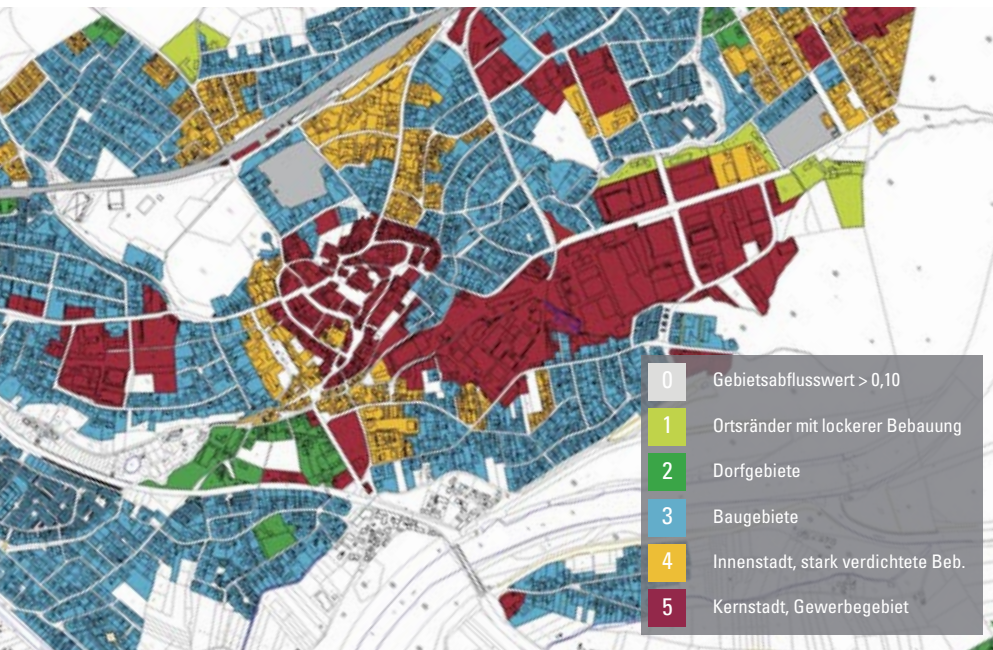 0 Gebietsabflusswert > 0,10
1 Ortsränder mit lockerer Bebauung
2 Dorfgebiete
3 Baugebiete
4 Innenstadt, stark verdichtete Beb.
5 Kernstadt, Gewerbegebiet